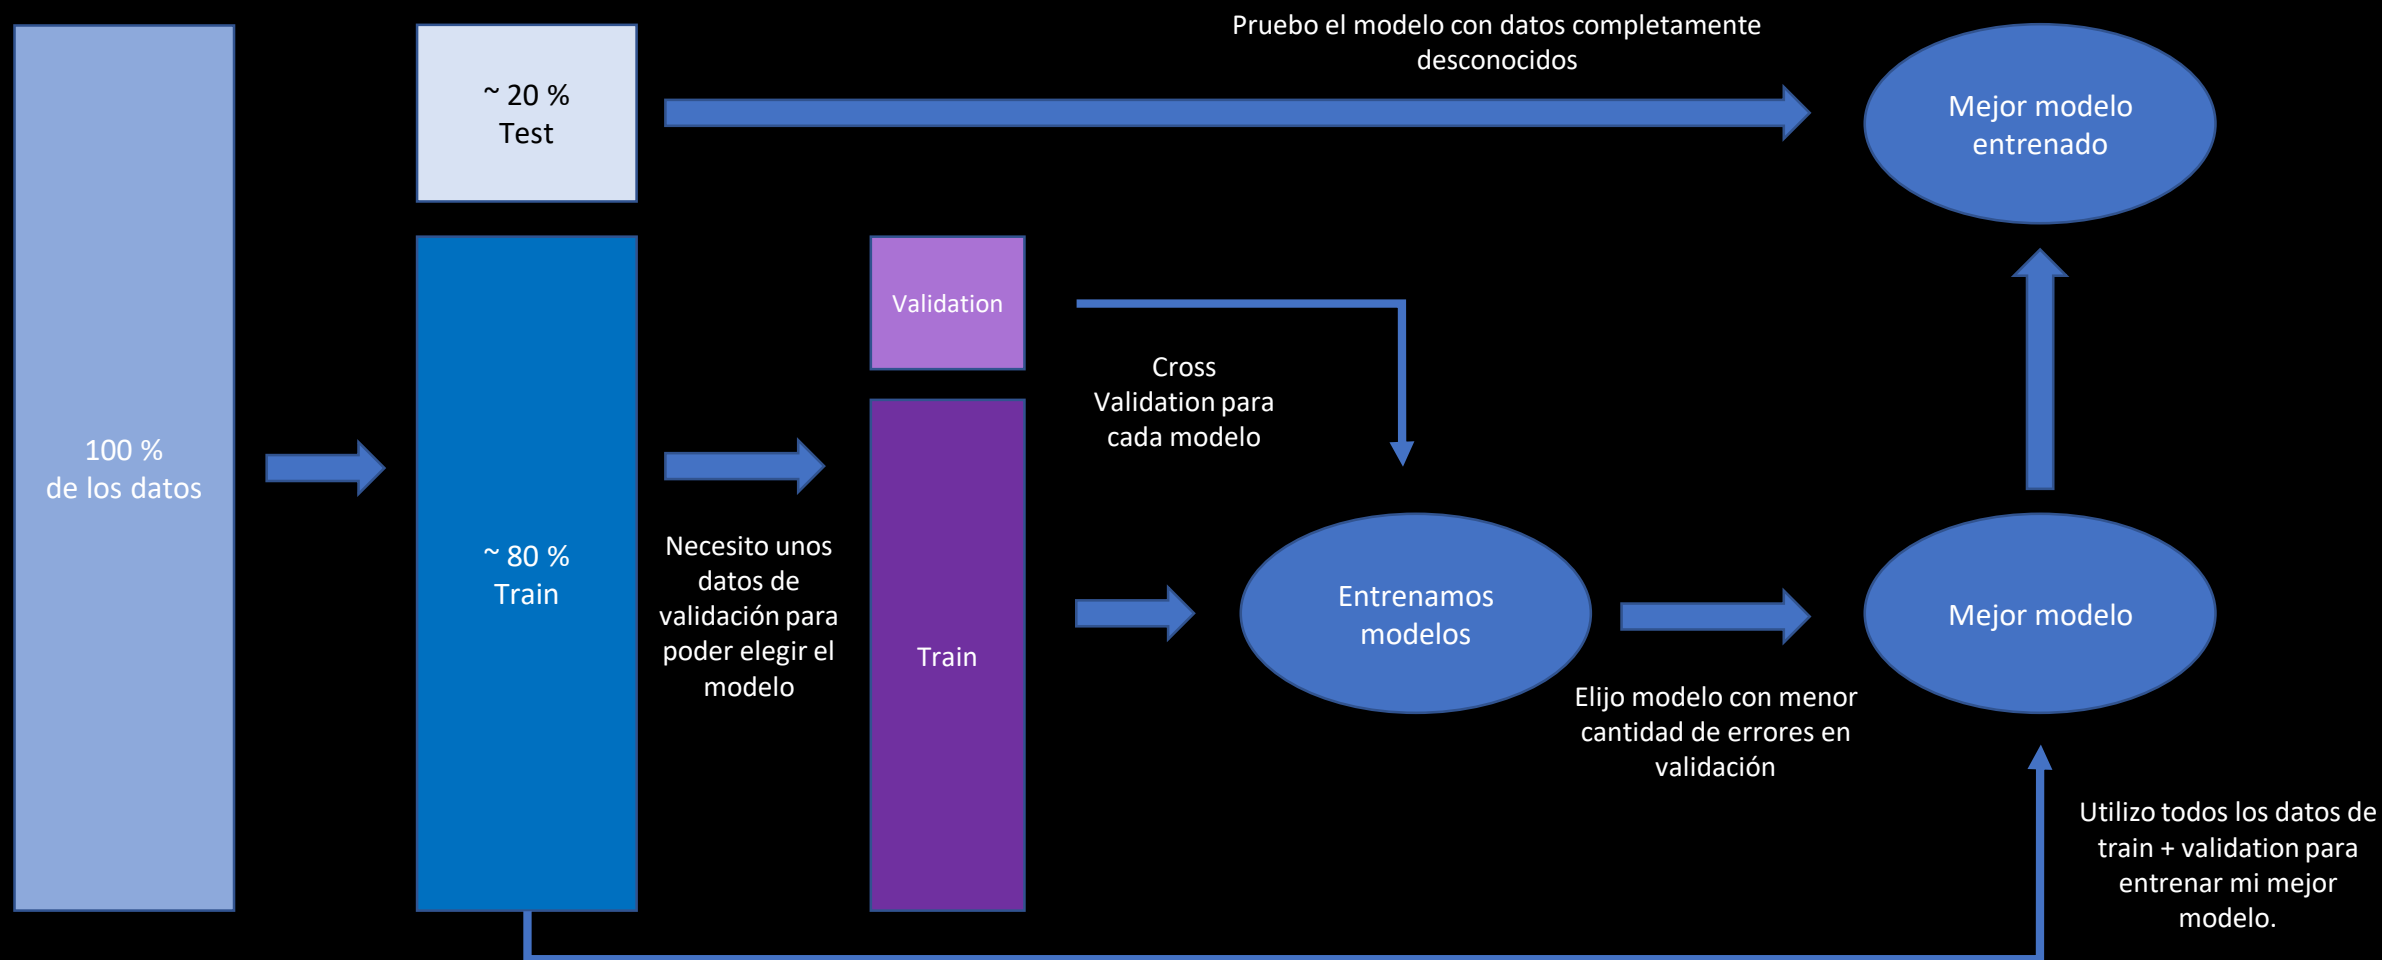 100 %
de los datos
~ 20 %
Test
~ 80 %
Train
Pruebo el modelo con datos completamente
desconocidos
Necesito unos
datos de
validación para
poder elegir el
modelo
Validation
Train
Cross
Validation para
cada modelo
Entrenamos
modelos
Elijo modelo con menor
cantidad de errores en
validación
Mejor modelo
entrenado
Mejor modelo
Utilizo todos los datos de
train + validation para
entrenar mi mejor
modelo.